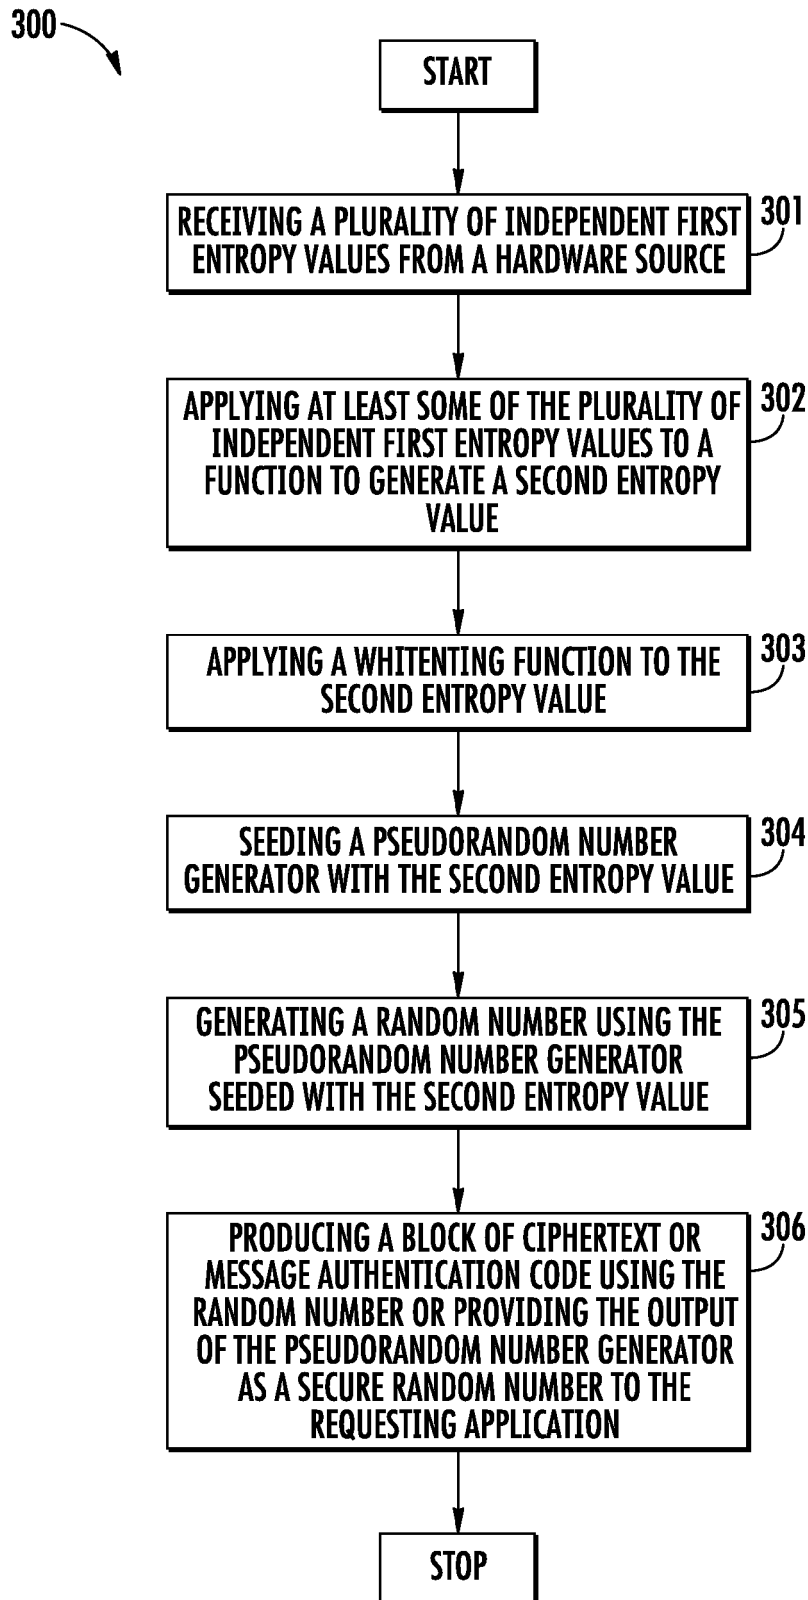 300
START
301
RECEIVING A PLURALITY OF INDEPENDENT FIRST
ENTROPY VALUES FROM A HARDWARE SOURCE
302
APPLYING AT LEAST SOME OF THE PLURALITY OF
INDEPENDENT FIRST ENTROPY VALUES TO A
FUNCTION TO GENERATE A SECOND ENTROPY
VALUE
303
APPLYING A WHITENTING FUNCTION TO THE
SECOND ENTROPY VALUE
304
SEEDING A PSEUDORANDOM NUMBER
GENERATOR WITH THE SECOND ENTROPY VALUE
305
GENERATING A RANDOM NUMBER USING THE
PSEUDORANDOM NUMBER GENERATOR
SEEDED WITH THE SECOND ENTROPY VALUE
306
PRODUCING A BLOCK OF CIPHERTEXT OR
MESSAGE AUTHENTICATION CODE USING THE
RANDOM NUMBER OR PROVIDING THE OUTPUT
OF THE PSEUDORANDOM NUMBER GENERATOR
AS A SECURE RANDOM NUMBER TO THE
REQUESTING APPLICATION
STOP